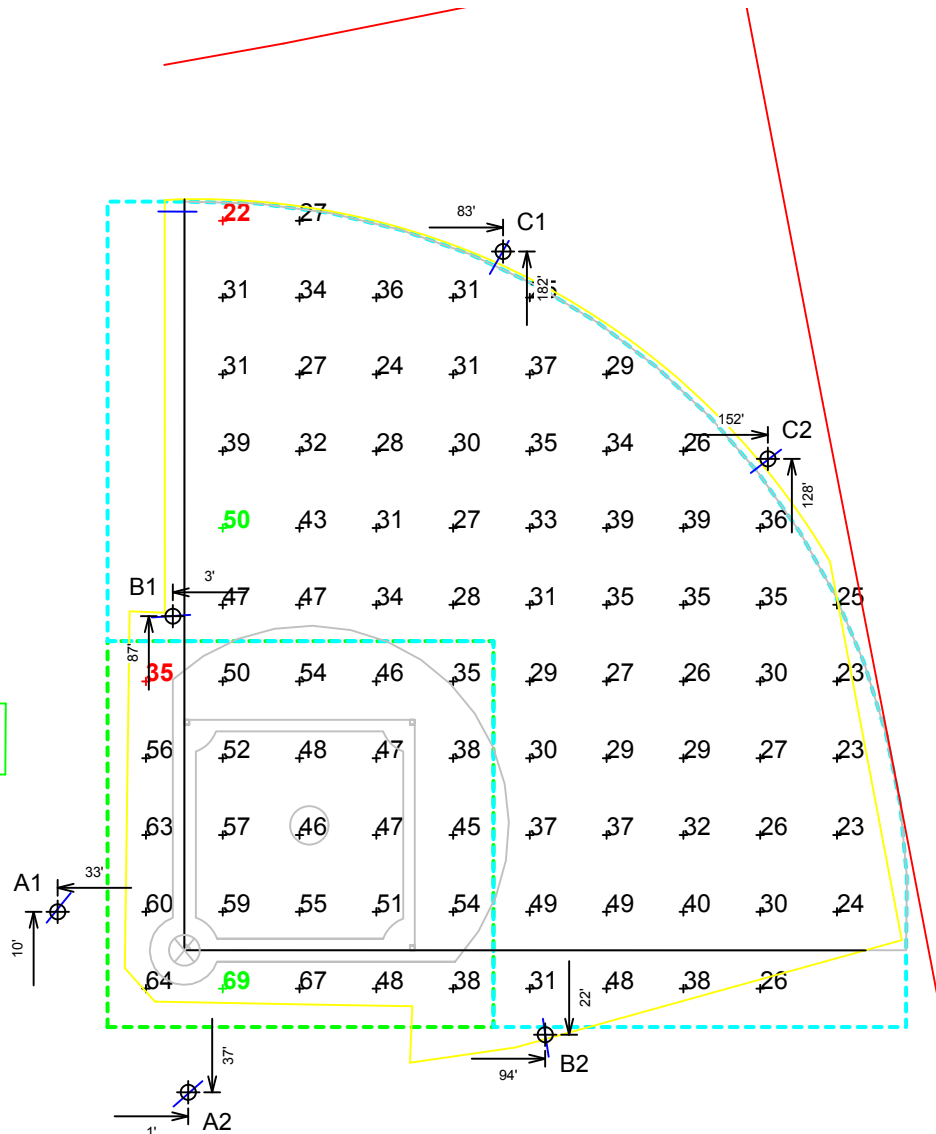 83' C1
22 27
182'
31 34 36 31
31 27 24 31 37 29
152' C2
39 32 28 30 35 34 26
128'
50 43 31 27 33 39 39 36
B1 3'
47 47 34 28 31 35 35 35 25
87'
35 50 54 46 35 29 27 26 30 23
56 52 48 47 38 30 29 29 27 23
63 57 46 47 45 37 37 32 26 23
A1 33'
60 59 55 51 54 49 49 40 30 24
10'
64 69 67 48 38 31 48 38 26
22'
37'
94' B2
1' A2